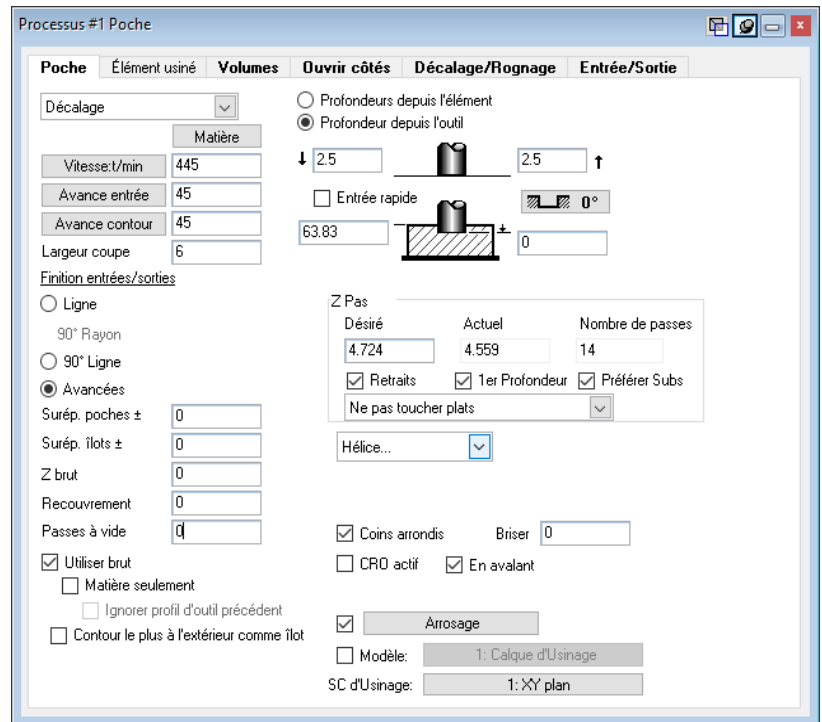 Processus #1 Poche
Poche Élément usiné Volumes Ouvrir côtés Décalage/Rognage Entrée/Sortie
Décalage
Matière
Vitesse:t/min 445
Avance entrée 45
Avance contour 45
Largeur coupe 6
Finition entrées/sorties
Ligne
90° Rayon
90° Ligne
Avancées
Surép. poches ± 0
Surép. îlots ± 0
Z brut 0
Recouvrement 0
Passes à vide 0
Utiliser brut
Matière seulement
Ignorer profil d'outil précédent
Contour le plus à l'extérieur comme îlot
Profondeurs depuis l'élément
Profondeur depuis l'outil
2.5 2.5
Entrée rapide 0°
63.83
0
Z Pas
Désiré Actuel Nombre de passes
4.724 4.559 14
Retraits 1er Profondeur Préférer Subs
Ne pas toucher plats
Hélice...
Coins arrondis Briser 0
CRO actif En avalant
Arrosage
Modèle: 1: Calque d'Usinage
SC d'Usinage: 1: XY plan